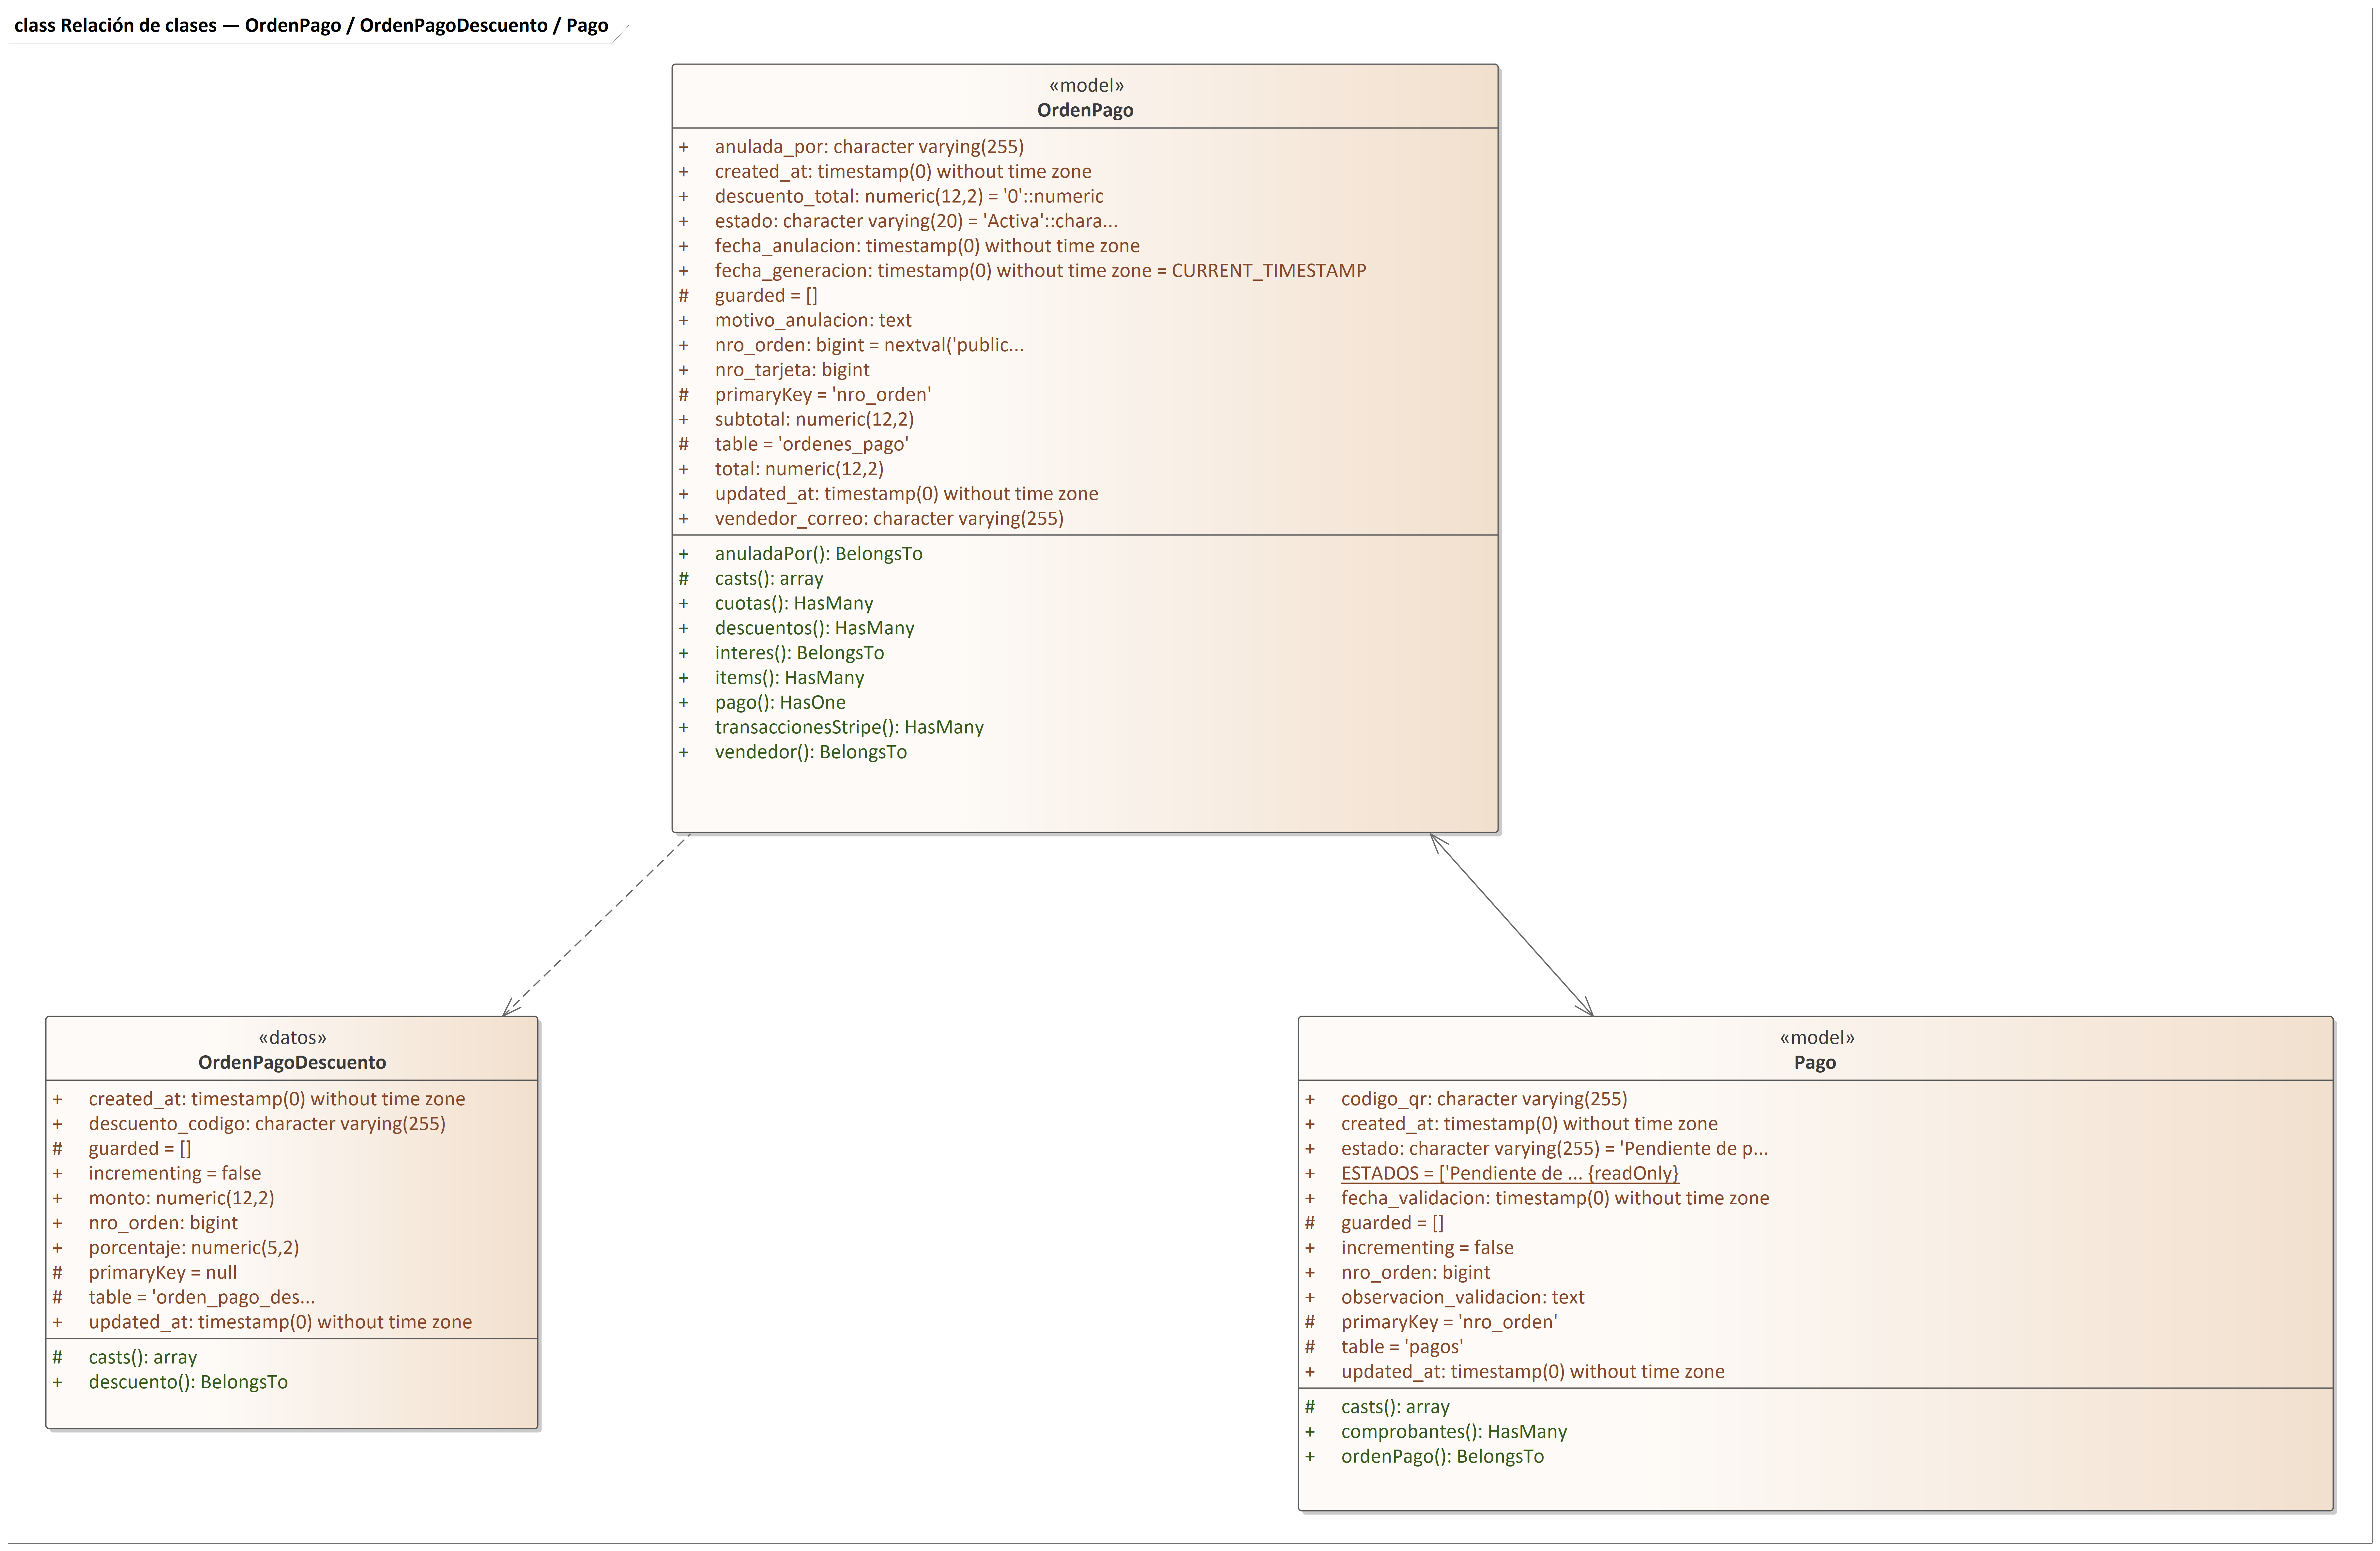 class Relación de clases — OrdenPago / OrdenPagoDescuento / Pago
«model»
OrdenPago
+ anulada_por: character varying(255)
+ created_at: timestamp(0) without time zone
+ descuento_total: numeric(12,2) = '0'::numeric
+ estado: character varying(20) = 'Activa'::chara...
+ fecha_anulacion: timestamp(0) without time zone
+ fecha_generacion: timestamp(0) without time zone = CURRENT_TIMESTAMP
# guarded = []
+ motivo_anulacion: text
+ nro_orden: bigint = nextval('public...
+ nro_tarjeta: bigint
# primaryKey = 'nro_orden'
+ subtotal: numeric(12,2)
# table = 'ordenes_pago'
+ total: numeric(12,2)
+ updated_at: timestamp(0) without time zone
+ vendedor_correo: character varying(255)
+ anuladaPor(): BelongsTo
# casts(): array
+ cuotas(): HasMany
+ descuentos(): HasMany
+ interes(): BelongsTo
+ items(): HasMany
+ pago(): HasOne
+ transaccionesStripe(): HasMany
+ vendedor(): BelongsTo
«datos»
OrdenPagoDescuento
+ created_at: timestamp(0) without time zone
+ descuento_codigo: character varying(255)
# guarded = []
+ incrementing = false
+ monto: numeric(12,2)
+ nro_orden: bigint
+ porcentaje: numeric(5,2)
# primaryKey = null
# table = 'orden_pago_des...
+ updated_at: timestamp(0) without time zone
# casts(): array
+ descuento(): BelongsTo
«model»
Pago
+ codigo_qr: character varying(255)
+ created_at: timestamp(0) without time zone
+ estado: character varying(255) = 'Pendiente de p...
+ ESTADOS = ['Pendiente de ... {readOnly}
+ fecha_validacion: timestamp(0) without time zone
# guarded = []
+ incrementing = false
+ nro_orden: bigint
+ observacion_validacion: text
# primaryKey = 'nro_orden'
# table = 'pagos'
+ updated_at: timestamp(0) without time zone
# casts(): array
+ comprobantes(): HasMany
+ ordenPago(): BelongsTo